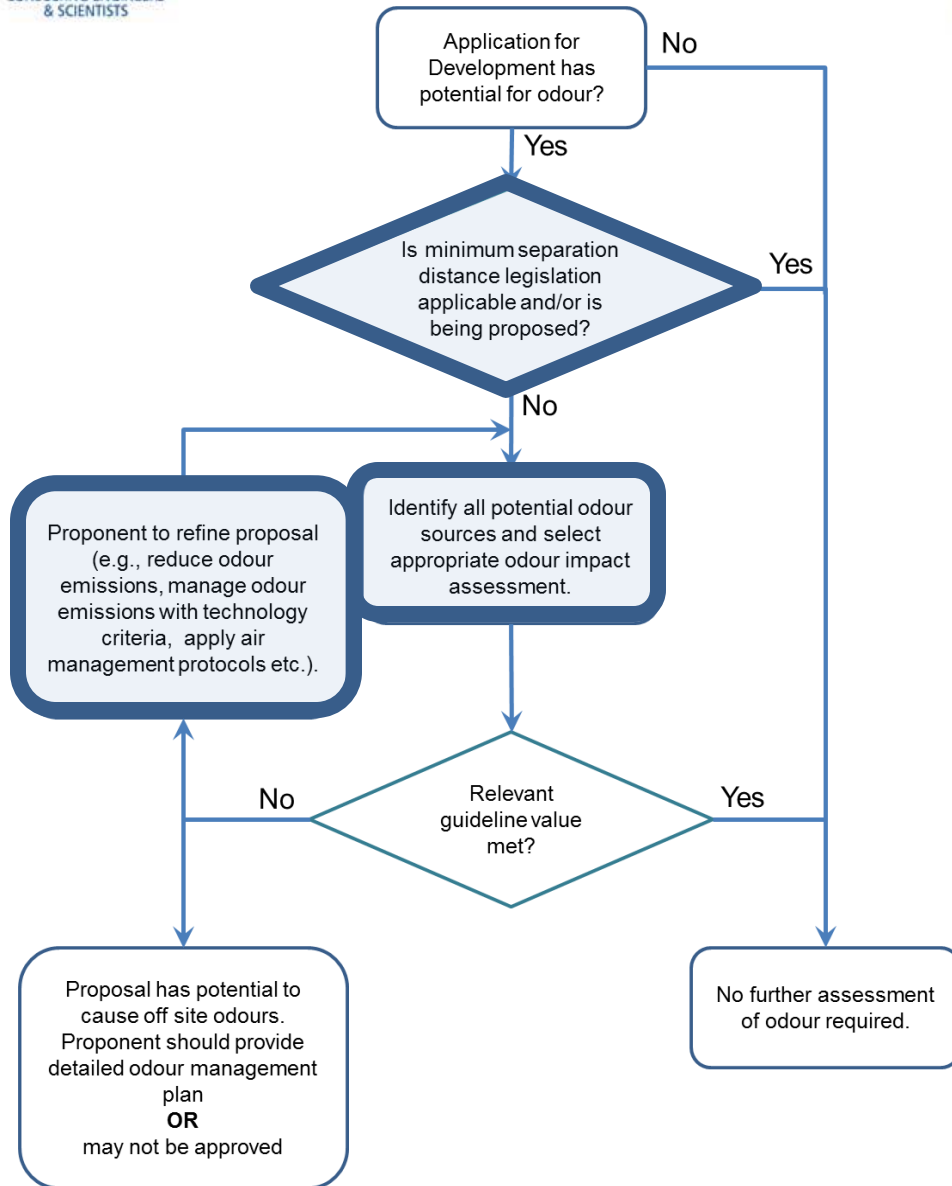 & SCIENTISTS
Application for
Development has
potential for odour?
No
Yes
Is minimum separation
distance legislation
applicable and/or is
being proposed?
Yes
No
Proponent to refine proposal
(e.g., reduce odour
emissions, manage odour
emissions with technology
criteria, apply air
management protocols etc.).
Identify all potential odour
sources and select
appropriate odour impact
assessment.
No
Relevant
guideline value
met?
Yes
Proposal has potential to
cause off site odours.
Proponent should provide
detailed odour management
plan
OR
may not be approved
No further assessment
of odour required.